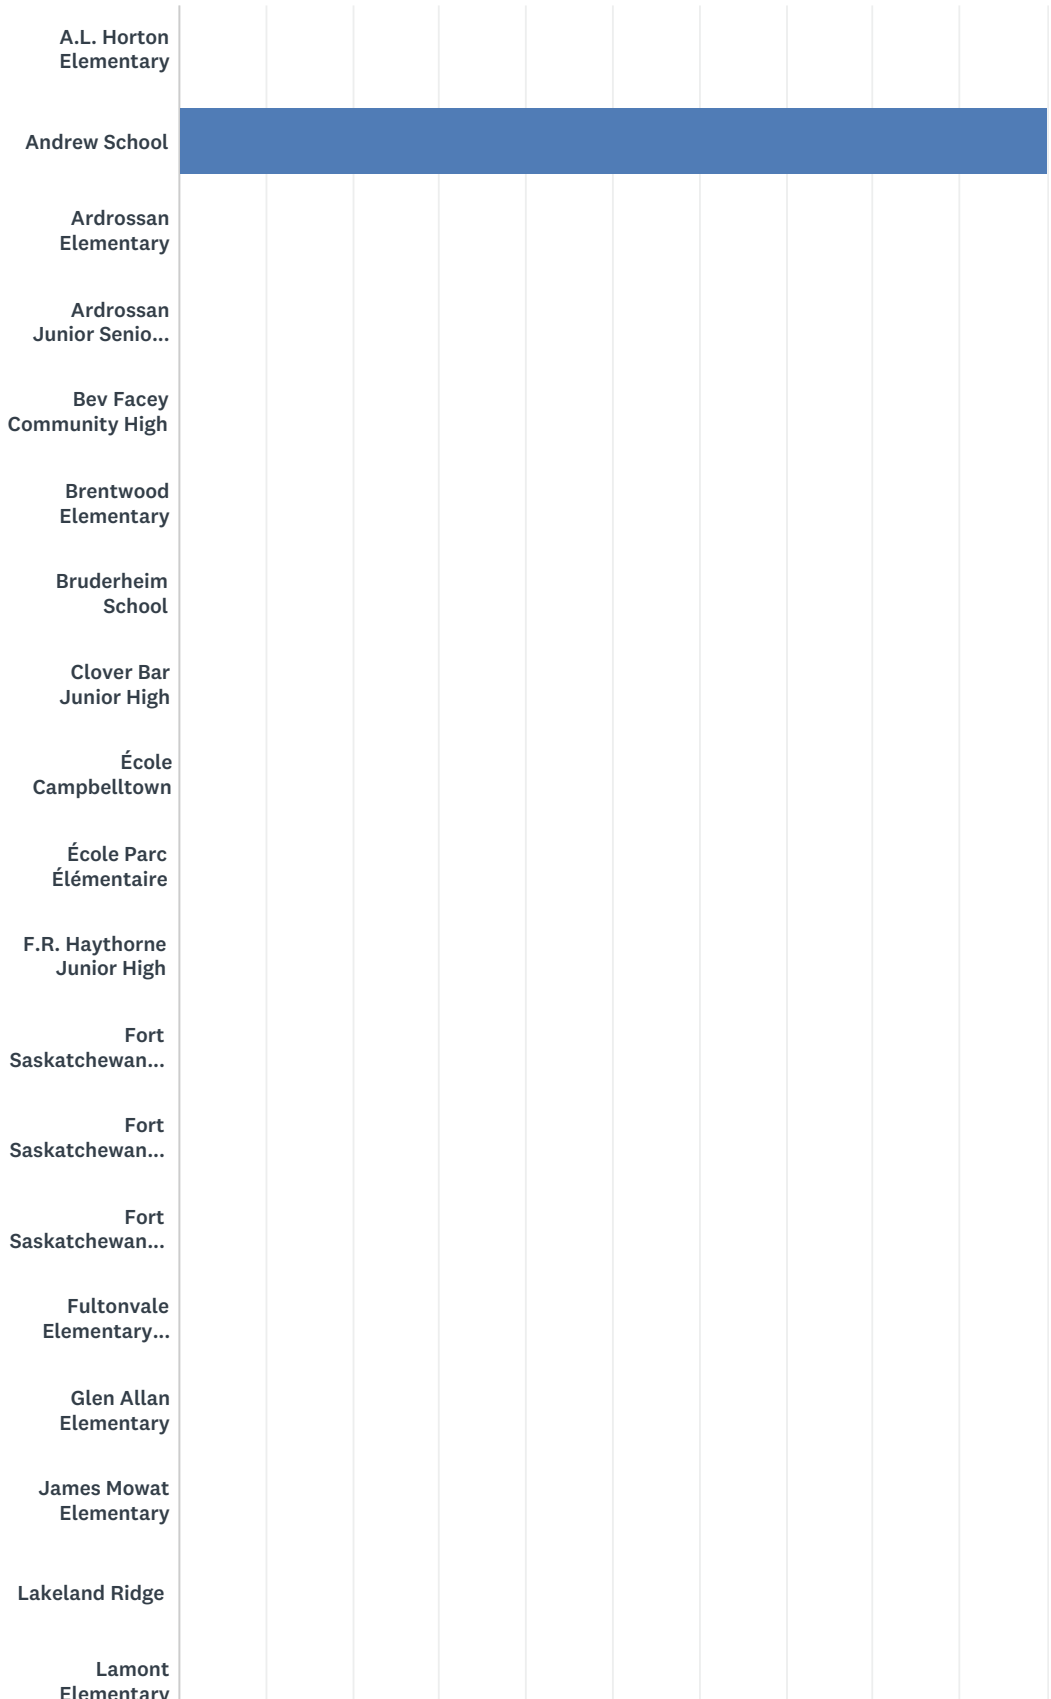 A.L. Horton
Elementary
Andrew School
Ardrossan
Elementary
Ardrossan
Junior Senio...
Bev Facey
Community High
Brentwood
Elementary
Bruderheim
School
Clover Bar
Junior High
École
Campbelltown
École Parc
Élémentaire
F.R. Haythorne
Junior High
Fort
Saskatchewan...
Fort
Saskatchewan...
Fort
Saskatchewan...
Fultonvale
Elementary...
Glen Allan
Elementary
James Mowat
Elementary
Lakeland Ridge
Lamont
Elementary